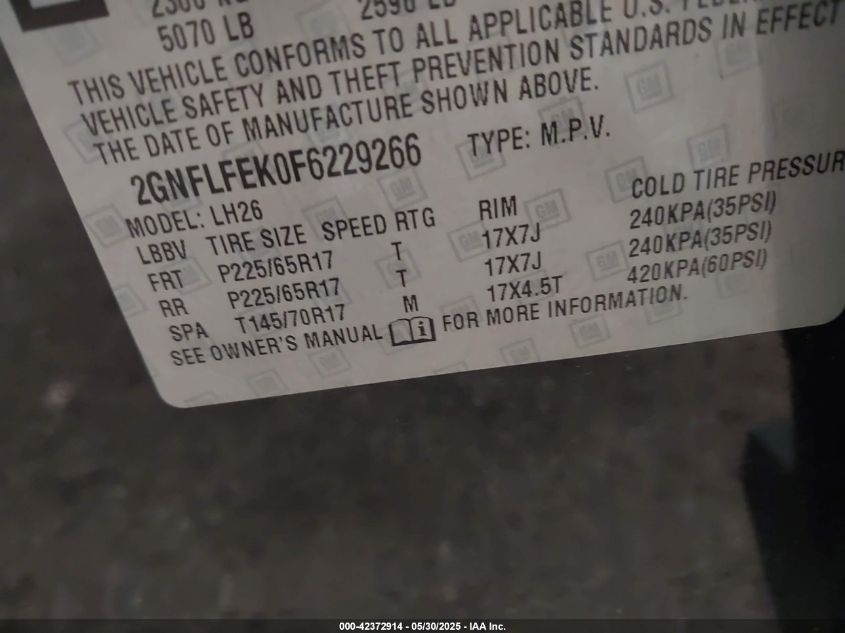 5070 LB
THIS VEHICLE CONFORMS TO ALL APPLICABLE U.S.
VEHICLE SAFETY AND THEFT PREVENTION STANDARDS IN EFFECT
THE DATE OF MANUFACTURE SHOWN ABOVE.
2GNFLFEK0F6229266 TYPE: M.P.V.
MODEL: LH26
LBBV TIRE SIZE SPEED RTG RIM COLD TIRE PRESSUR
FRT P225/65R17 T 17X7J 240KPA(35PSI)
RR P225/65R17 T 17X7J 240KPA(35PSI)
SPA T145/70R17 M 17X4.5T 420KPA(60PSI)
SEE OWNER'S MANUAL FOR MORE INFORMATION.
000-42372914 - 05/30/2025 - IAA Inc.